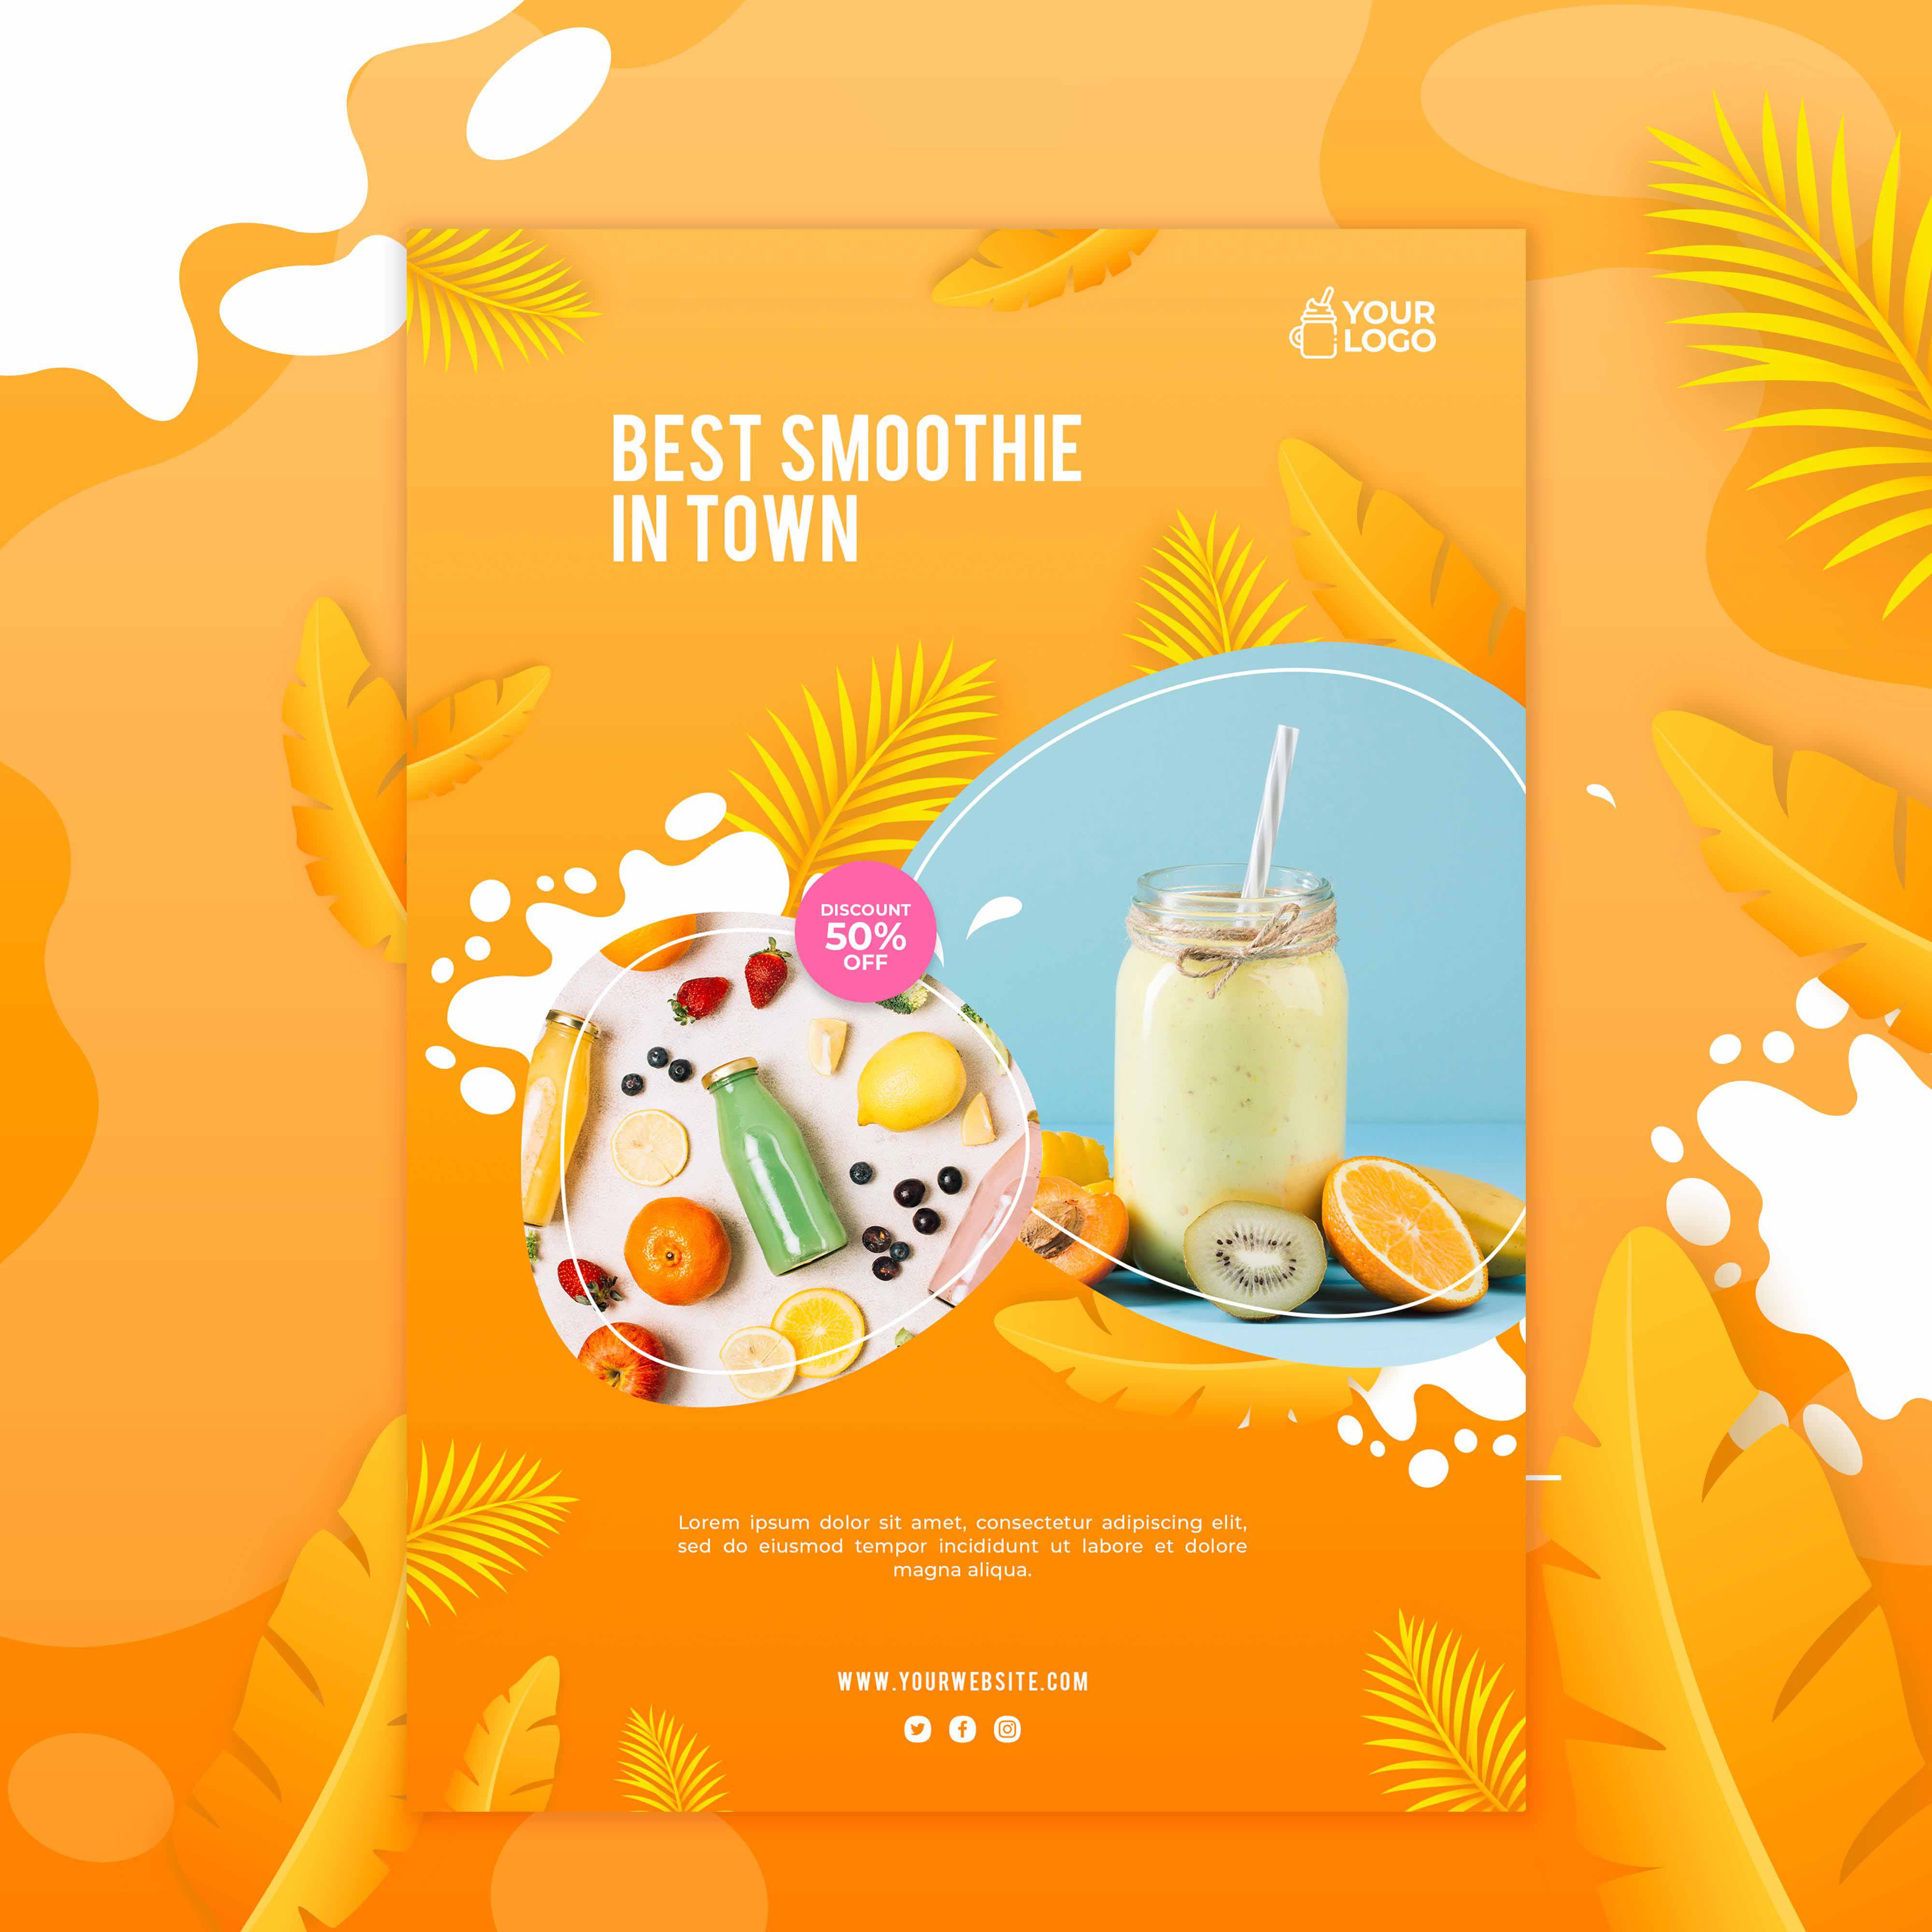 YOUR
LOGO
BEST SMOOTHIE
IN TOWN
DISCOUNT
50%
OFF
Lorem ipsum dolor sit amet, consectetur adipiscing elit,
sed do eiusmod tempor incididunt ut labore et dolore
magna aliqua.
WWW.YOURWEBSITE.COM